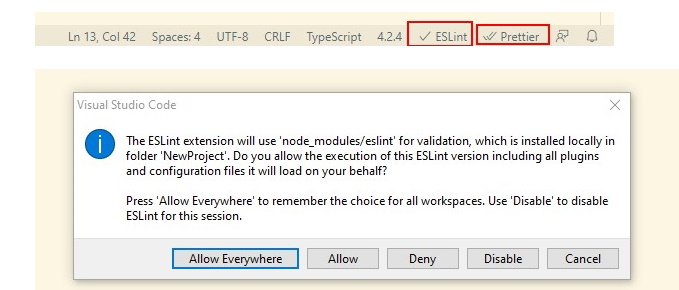 Ln 13, Col 42 Spaces: 4 UTF-8 CRLF TypeScript 4.2.4 ESLint Prettier
Visual Studio Code
The ESLint extension will use 'node_modules/eslint' for validation, which is installed locally in
folder 'NewProject'. Do you allow the execution of this ESLint version including all plugins
and configuration files it will load on your behalf?
Press 'Allow Everywhere' to remember the choice for all workspaces. Use 'Disable' to disable
ESLint for this session.
Allow Everywhere Allow Deny Disable Cancel